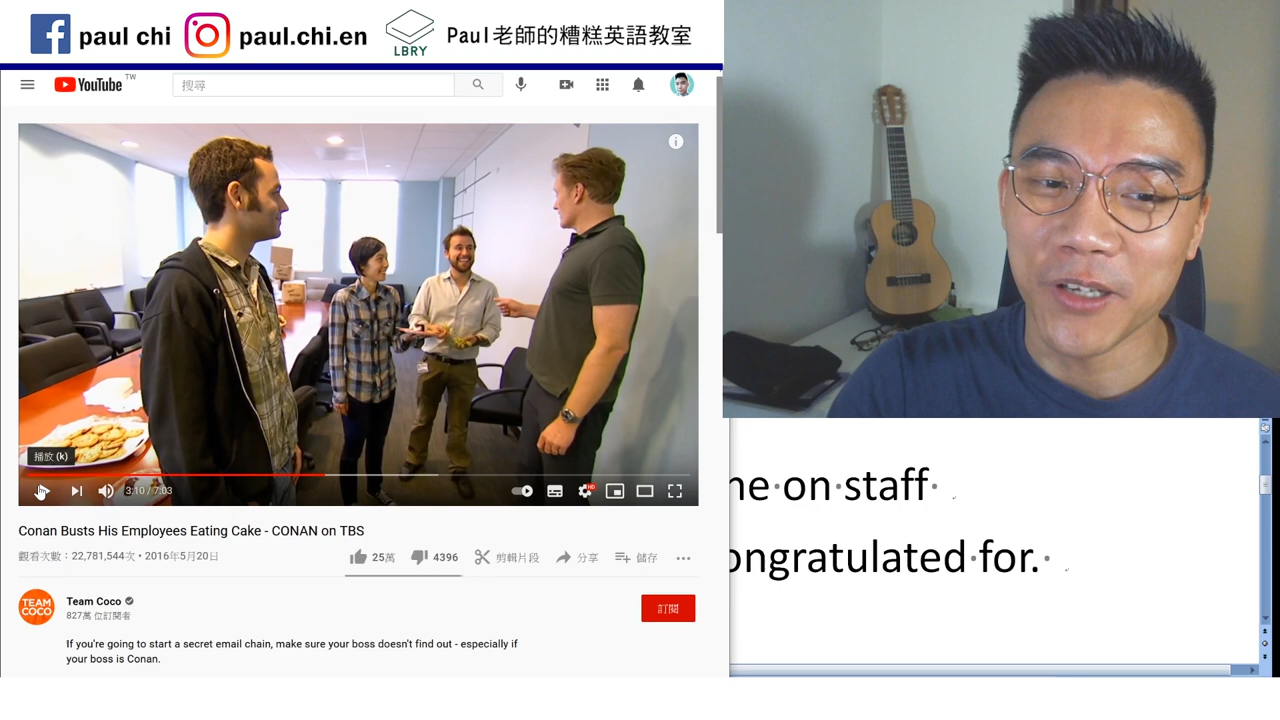 paul chi
paul.chi.en
LBRY
Paul老師的糟糕英語教室
YouTube TW
搜尋
播放 (k)
3:10 / 7:03
HD
Conan Busts His Employees Eating Cake - CONAN on TBS
觀看次數：22,781,544次 • 2016年5月20日
25萬
4396
剪輯片段
分享
儲存
TEAM COCO
Team Coco
827萬 位訂閱者
訂閱
If you're going to start a secret email chain, make sure your boss doesn't find out - especially if
your boss is Conan.
on staff
ongratulated for.